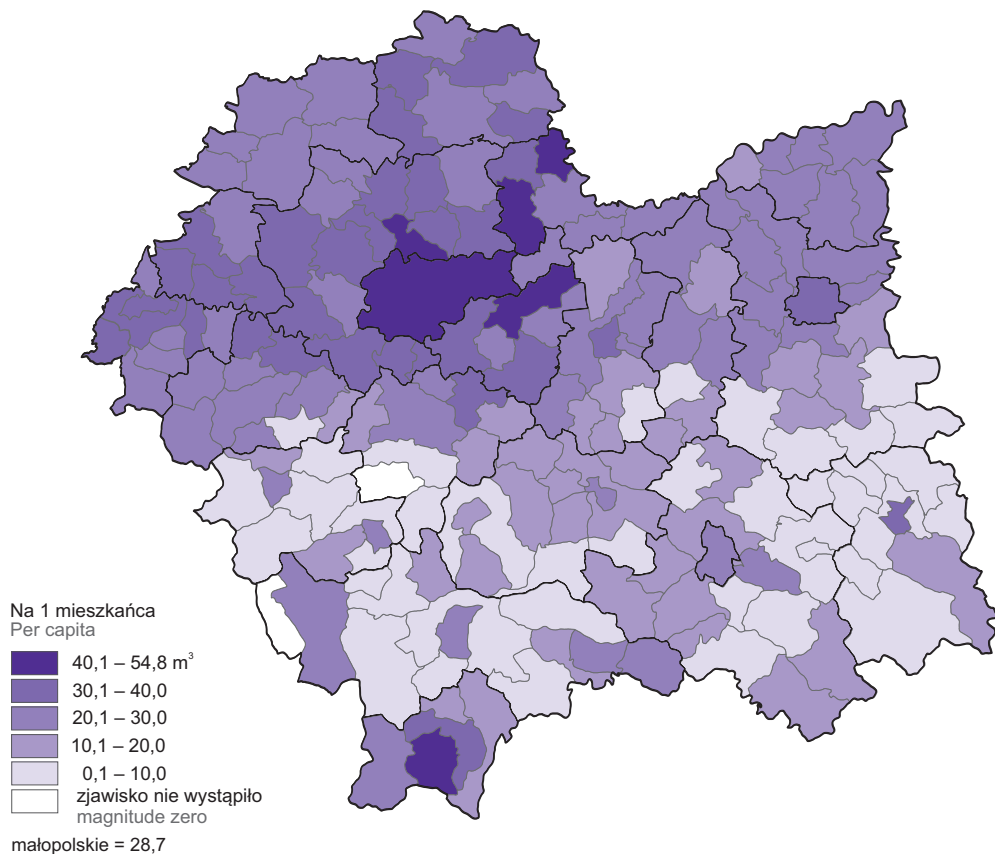 Na 1 mieszkańca
Per capita
40,1 – 54,8 m³
30,1 – 40,0
20,1 – 30,0
10,1 – 20,0
0,1 – 10,0
zjawisko nie wystąpiło
magnitude zero
małopolskie = 28,7